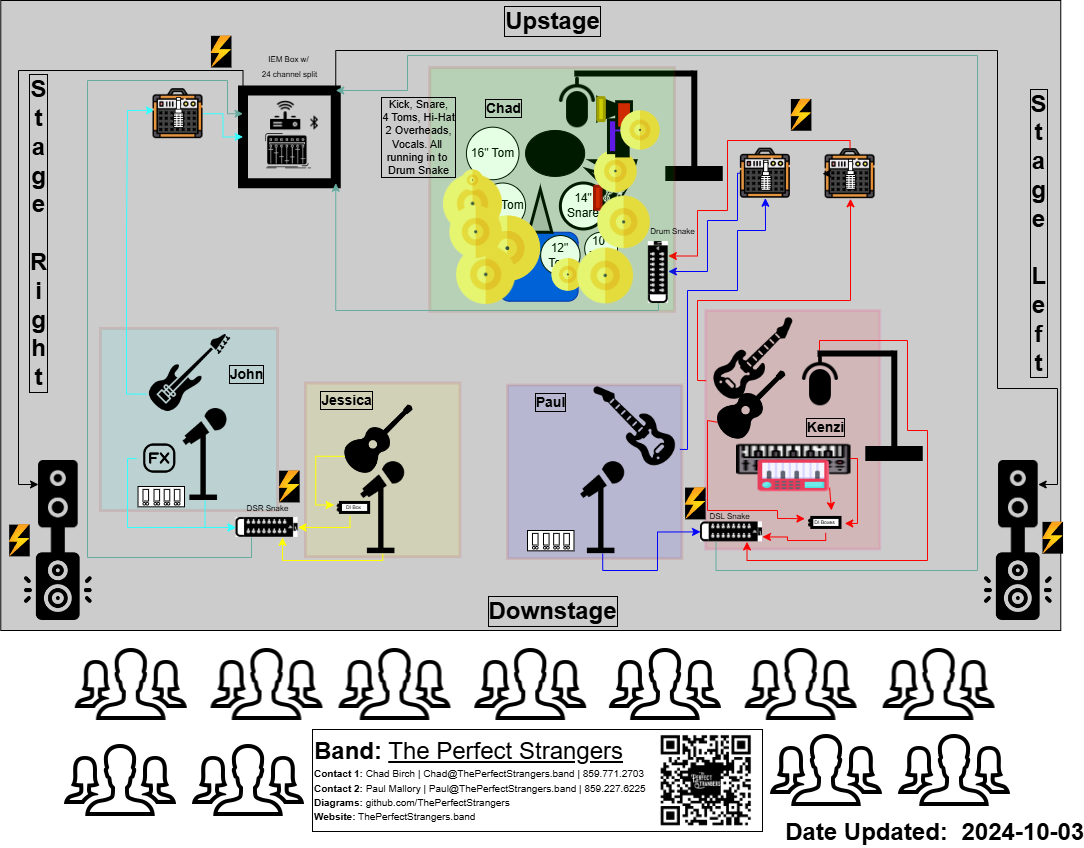 Upstage
IEM Box w/
24 channel split
Stage Right
Stage Left
Kick, Snare,
4 Toms, Hi-Hat
2 Overheads,
Vocals. All
running in to
Drum Snake
Chad
16" Tom
Tom
14"
Snare
12"
10"
Drum Snake
John
FX
DSR Snake
Jessica
DI Box
Paul
Kenzi
DSL Snake
DI Boxes
Downstage
Band: The Perfect Strangers
Contact 1: Chad Birch | Chad@ThePerfectStrangers.band | 859.771.2703
Contact 2: Paul Mallory | Paul@ThePerfectStrangers.band | 859.227.6225
Diagrams: github.com/ThePerfectStrangers
Website: ThePerfectStrangers.band
THE
PERFECT
STRANGERS
Date Updated: 2024-10-03